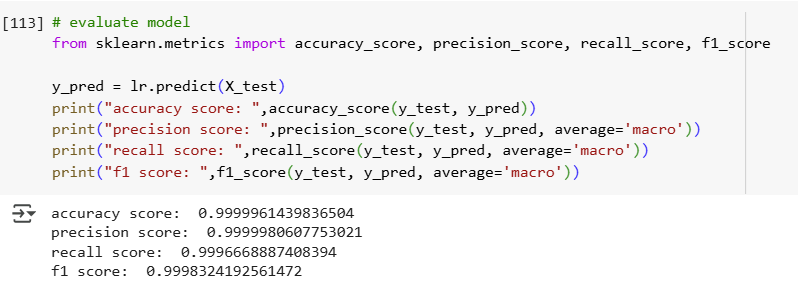 [113] # evaluate model
from sklearn.metrics import accuracy_score, precision_score, recall_score, f1_score
y_pred = lr.predict(X_test)
print("accuracy score: ",accuracy_score(y_test, y_pred))
print("precision score: ",precision_score(y_test, y_pred, average='macro'))
print("recall score: ",recall_score(y_test, y_pred, average='macro'))
print("f1 score: ",f1_score(y_test, y_pred, average='macro'))
accuracy score:  0.9999961439836504
precision score:  0.9999980607753021
recall score:  0.9996668887408394
f1 score:  0.9998324192561472